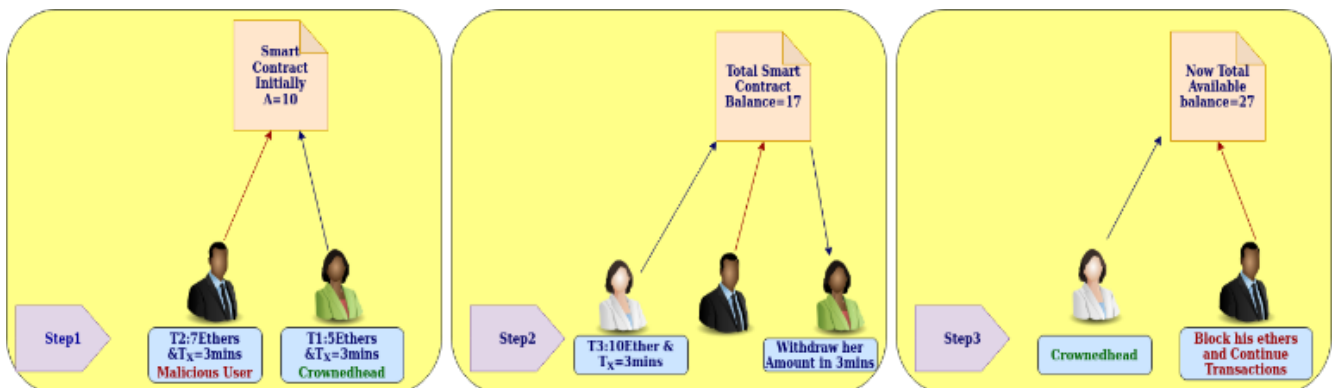 Smart
Contract
Initially
A=10
Step1
T2:7Ethers
&TX=3mins
Malicious User
T1:5Ethers
&TX=3mins
Crownedhead
Total Smart
Contract
Balance=17
Step2
T3:10Ether &
TX=3mins
Withdraw her
Amount in 3mins
Now Total
Available
balance=27
Step3
Crownedhead
Block his ethers
and Continue
Transactions